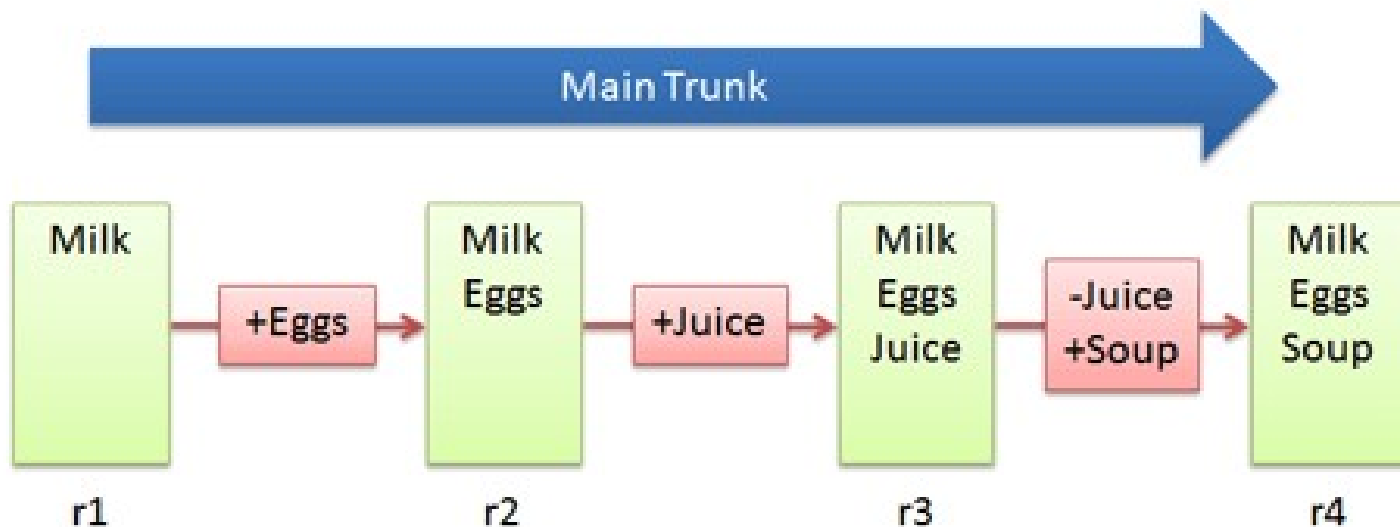 Main Trunk
Milk
+Eggs
Milk
Eggs
+Juice
Milk
Eggs
Juice
-Juice
+Soup
Milk
Eggs
Soup
r1
r2
r3
r4